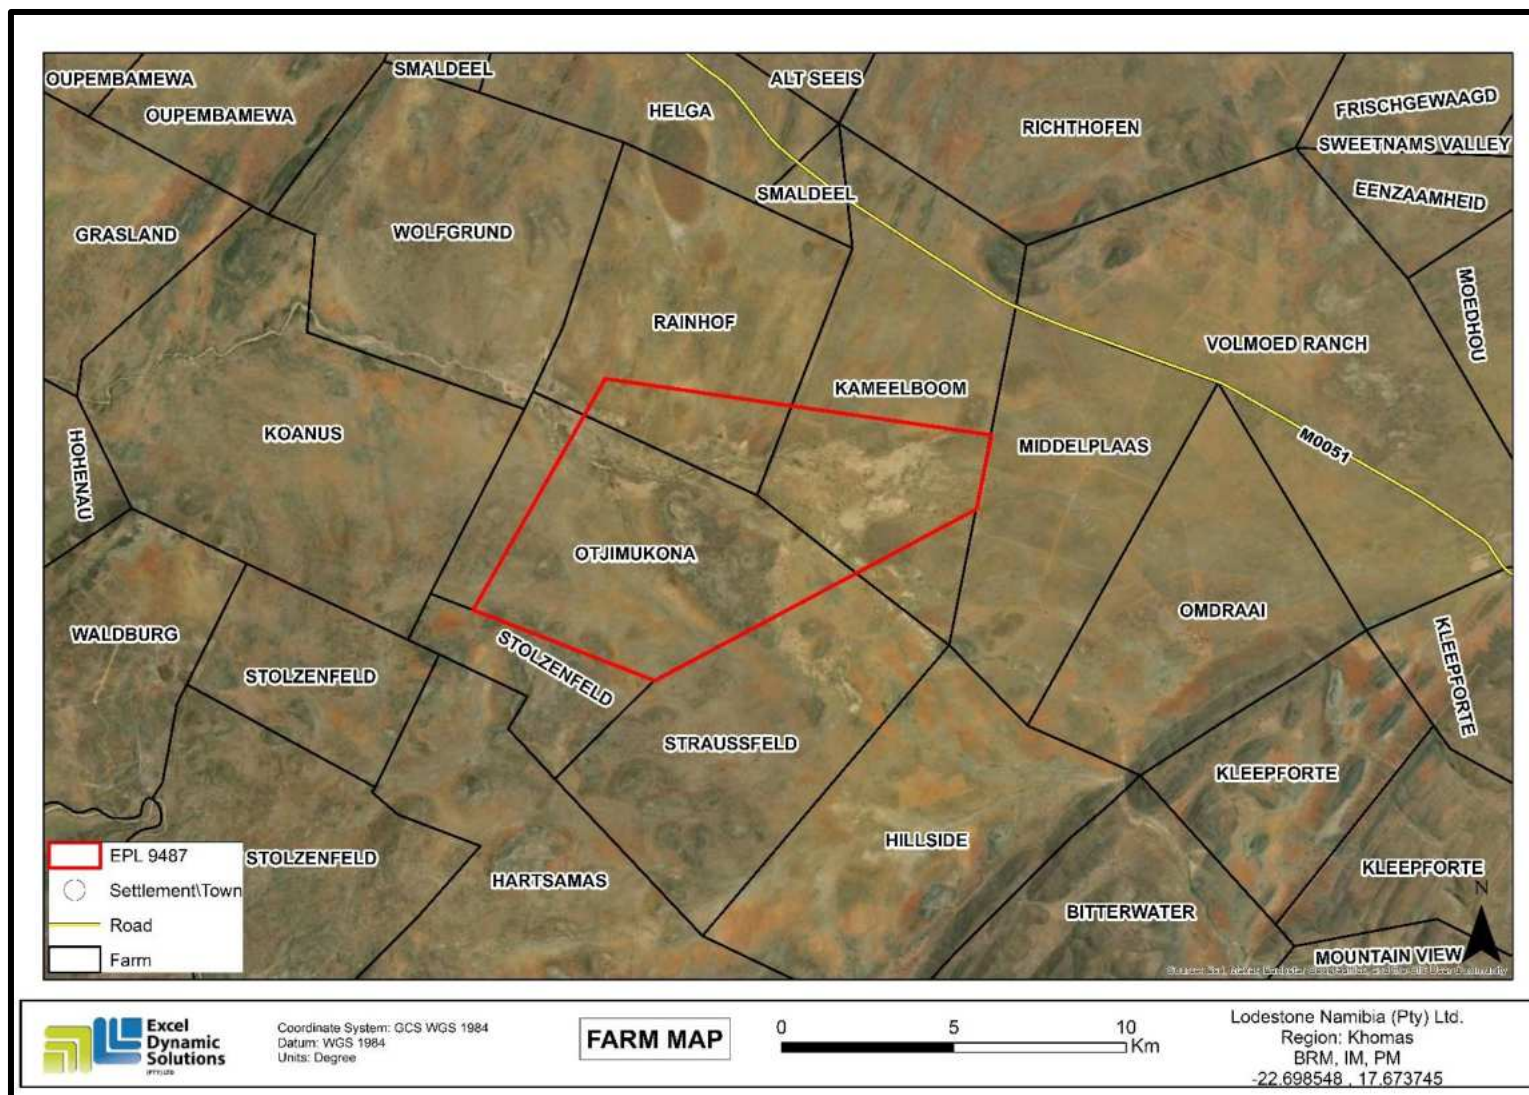 OUPEMBAMEWA
SMALDEEL
ALT SEEIS
OUPEMBAMEWA
HELGA
RICHTHOFEN
FRISCHGEWAAGD
SWEETNAMS VALLEY
SMALDEEL
EENZAAMHEID
GRASLAND
WOLFGRUND
MOEDHOU
RAINHOF
VOLMOED RANCH
KAMEELBOOM
KOANUS
HOHENAU
MIDDELPLAAS
M0051
OTJIMUKONA
OMDRAAI
WALDBURG
STOLZENFELD
STOLZENFELD
KLEEPFORTE
STRAUSSFELD
KLEEPFORTE
HILLSIDE
STOLZENFELD
HARTSAMAS
KLEEPFORTE
BITTERWATER
MOUNTAIN VIEW
N
EPL 9487
Settlement\Town
Road
Farm
Excel
Dynamic
Solutions
(PTY) LTD
Coordinate System: GCS WGS 1984
Datum: WGS 1984
Units: Degree
FARM MAP
0 5 10
Km
Lodestone Namibia (Pty) Ltd.
Region: Khomas
BRM, IM, PM
-22.698548 , 17.673745